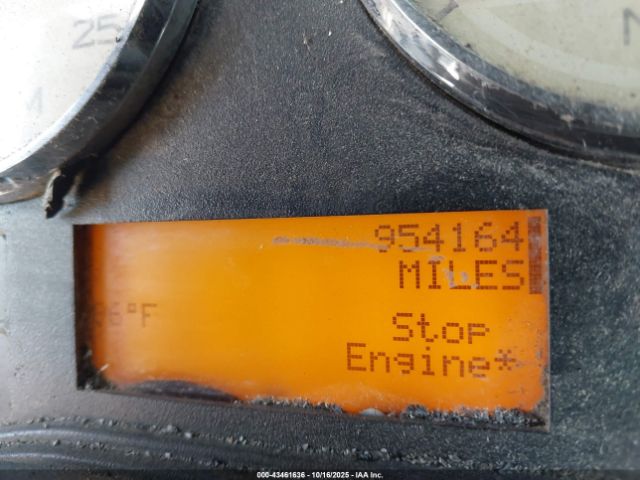 25
954164
MILES
°F
Stop
Engine*
000-43461636 - 10/16/2025 - © IAA Inc.